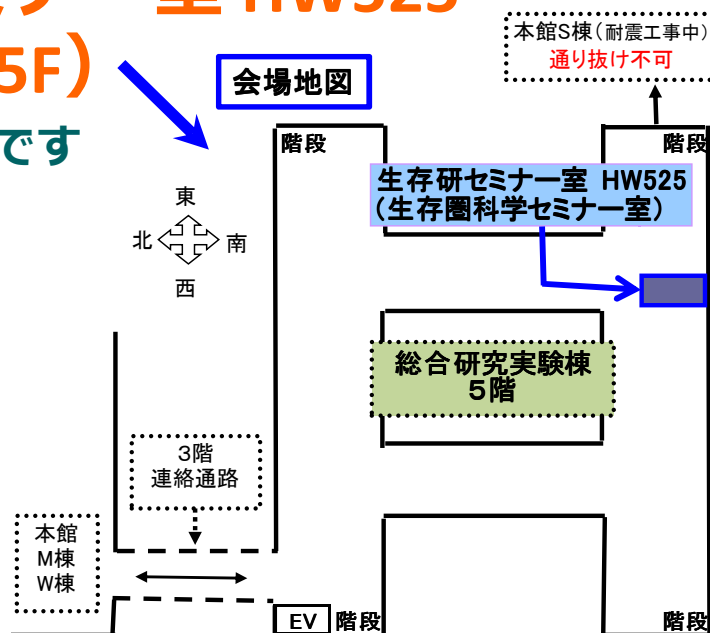 ー室 HW525
5F）
です
会場地図
本館S棟（耐震工事中）
通り抜け不可
階段
階段
生存研セミナー室 HW525
（生存圏科学セミナー室）
東
北
南
西
総合研究実験棟
５階
３階
連絡通路
本館
M棟
W棟
EV
階段
階段